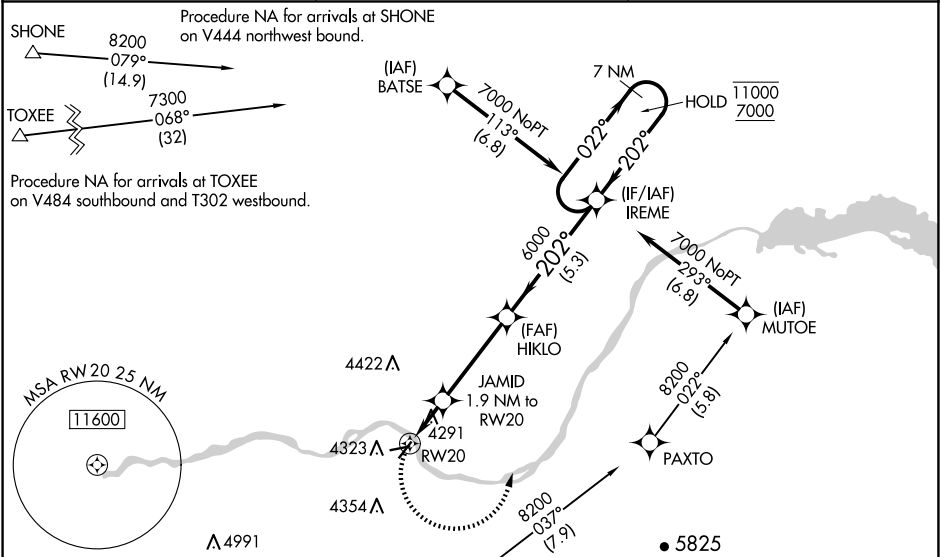 Procedure NA for arrivals at SHONE
on V444 northwest bound.
SHONE
8200
079°
(14.9)
TOXEE
7300
068°
(32)
Procedure NA for arrivals at TOXEE
on V484 southbound and T302 westbound.
(IAF)
BATSE
7000 NoPT
113°
(6.8)
7 NM
HOLD
11000
7000
022°
202°
(IF/IAF)
IREME
6000
202°
(5.3)
7000 NoPT
293°
(6.8)
(IAF)
MUTOE
(FAF)
HIKLO
4422
JAMID
1.9 NM to
RW20
8200
022°
(5.8)
MSA RW20 25 NM
11600
4291
4323
RW20
PAXTO
4354
8200
037°
(7.9)
4991
5825